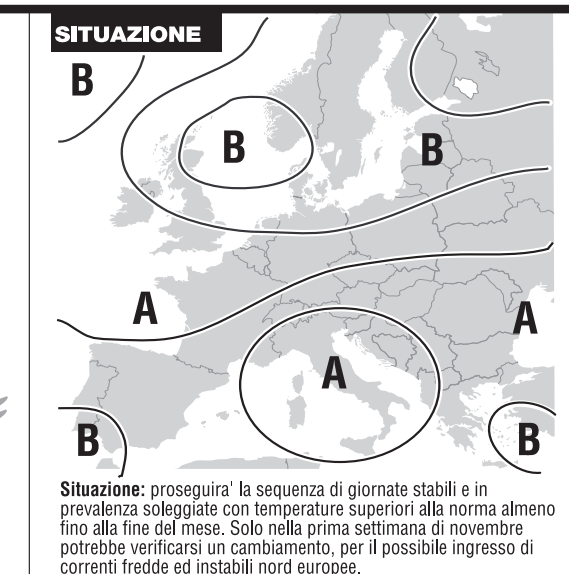 SITUAZIONE
B
B
B
A
A
A
B
B
Situazione: proseguira' la sequenza di giornate stabili e in
prevalenza soleggiate con temperature superiori alla norma almeno
fino alla fine del mese. Solo nella prima settimana di novembre
potrebbe verificarsi un cambiamento, per il possibile ingresso di
correnti fredde ed instabili nord europee.